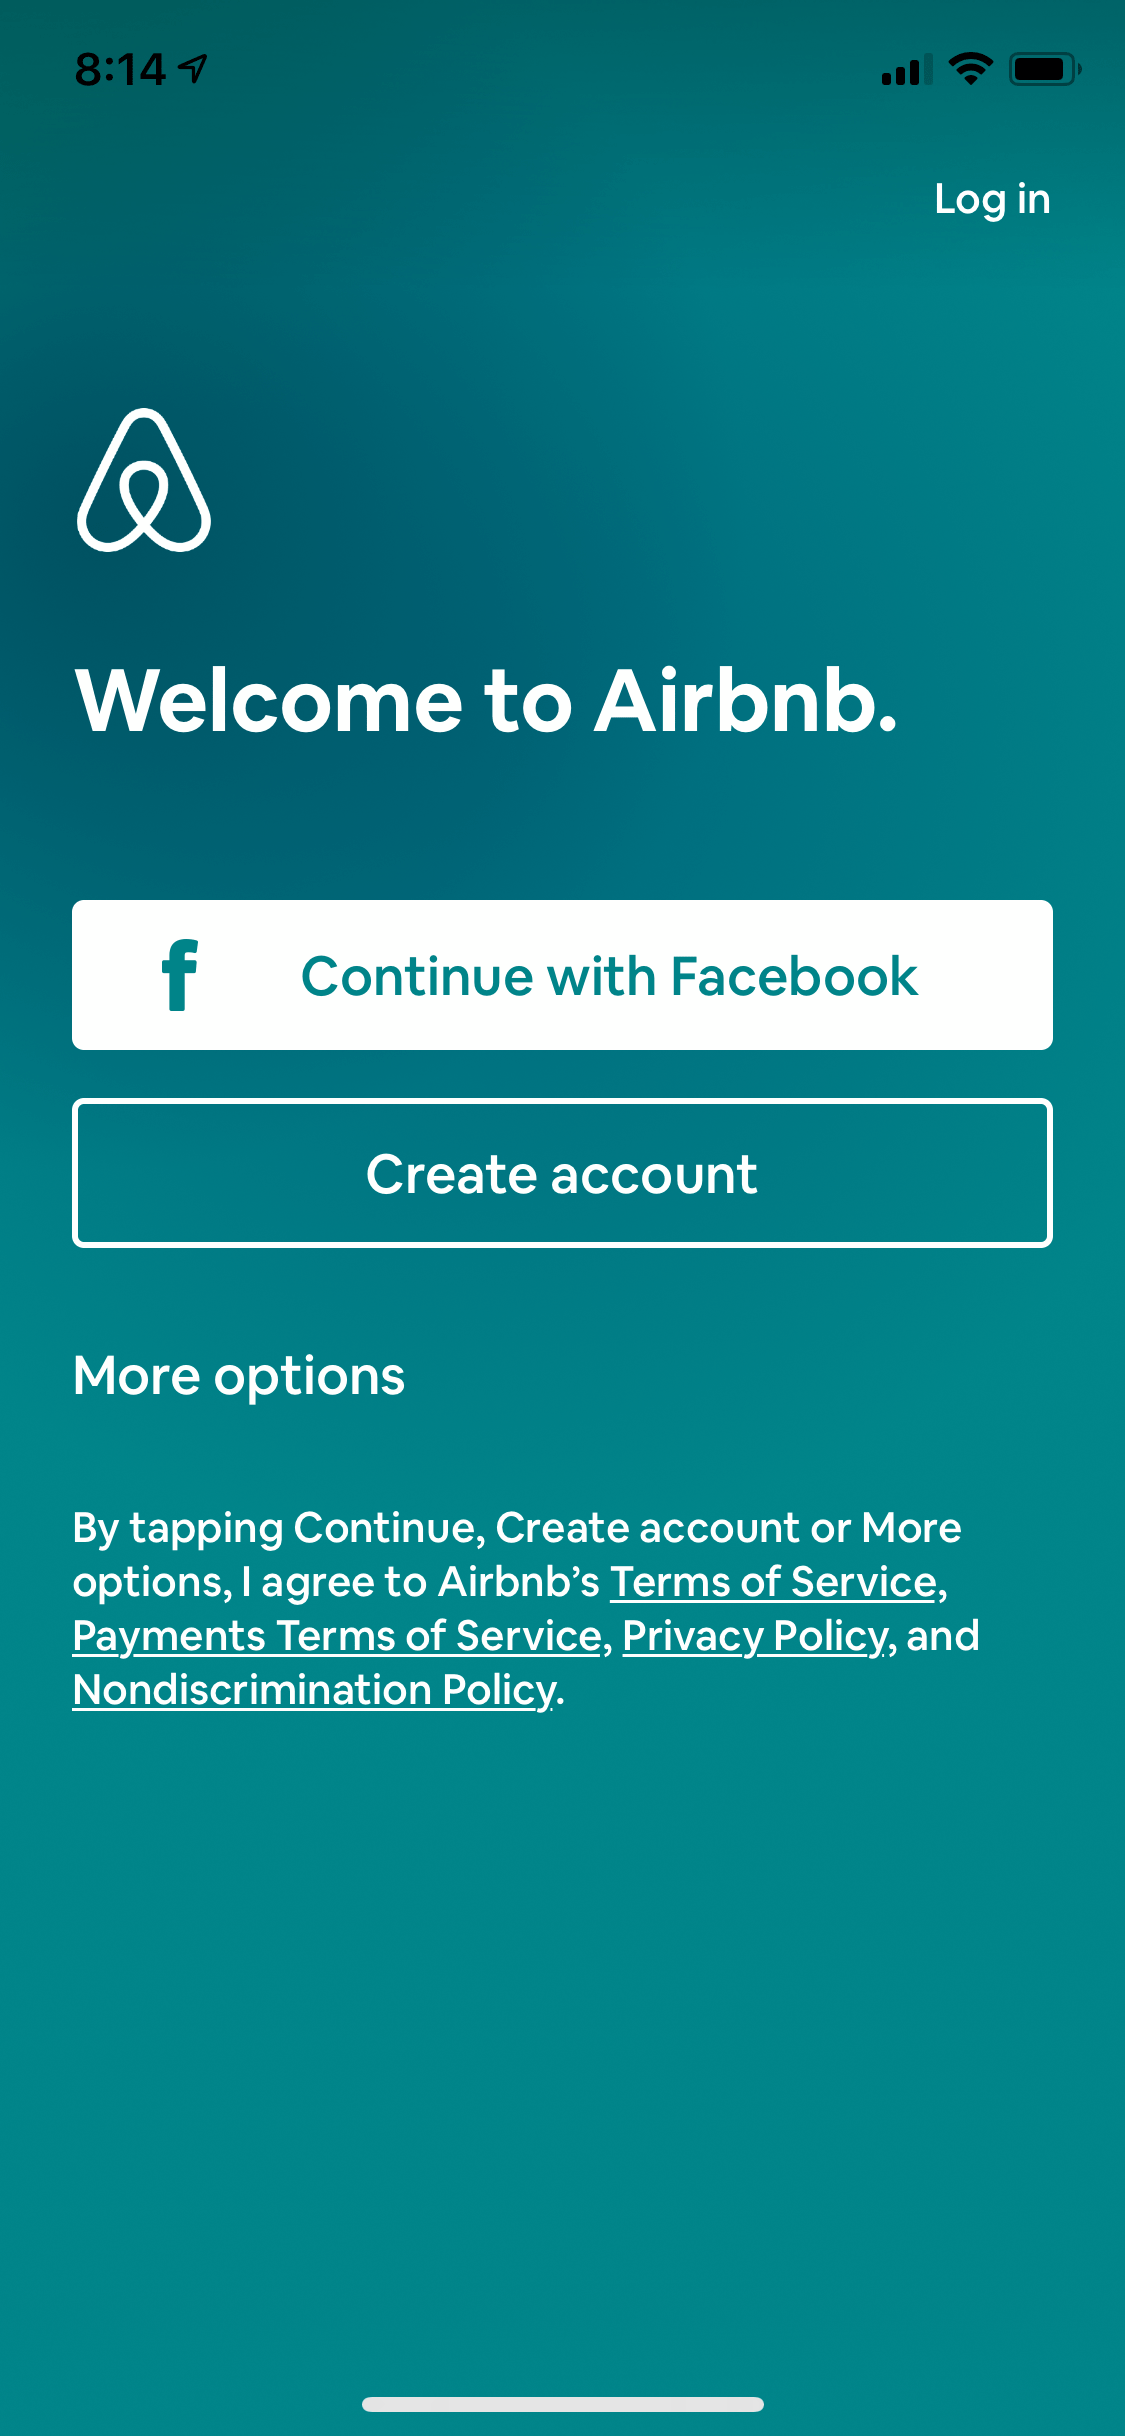 8:14
Log in
Welcome to Airbnb.
Continue with Facebook
Create account
More options
By tapping Continue, Create account or More
options, I agree to Airbnb’s Terms of Service,
Payments Terms of Service, Privacy Policy, and
Nondiscrimination Policy.